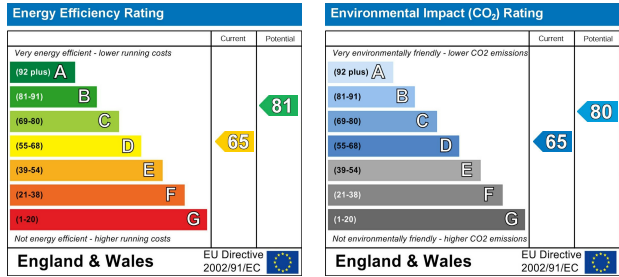 Energy Efficiency Rating
Current Potential
Very energy efficient - lower running costs
(92 plus) A
(81-91) B
81
(69-80) C
(55-68) D
65
(39-54) E
(21-38) F
(1-20) G
Not energy efficient - higher running costs
England & Wales
EU Directive
2002/91/EC
Environmental Impact (CO₂) Rating
Current Potential
Very environmentally friendly - lower CO2 emissions
(92 plus) A
(81-91) B
80
(69-80) C
(55-68) D
65
(39-54) E
(21-38) F
(1-20) G
Not environmentally friendly - higher CO2 emissions
England & Wales
EU Directive
2002/91/EC